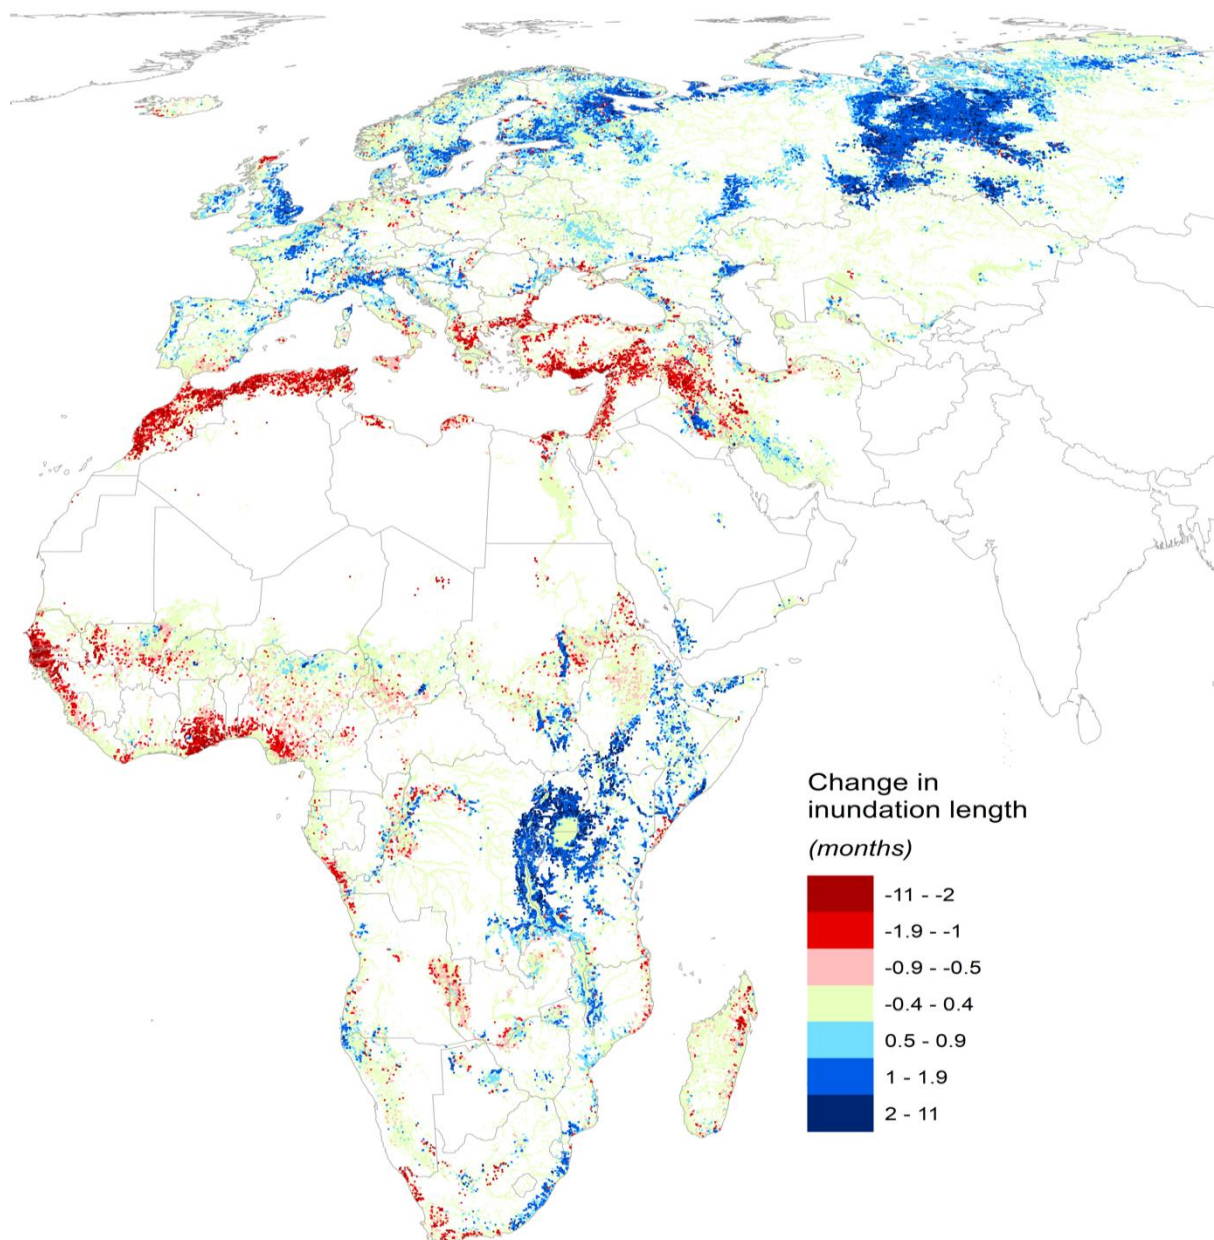 Change in
inundation length
(months)
-11 - -2
-1.9 - -1
-0.9 - -0.5
-0.4 - 0.4
0.5 - 0.9
1 - 1.9
2 - 11